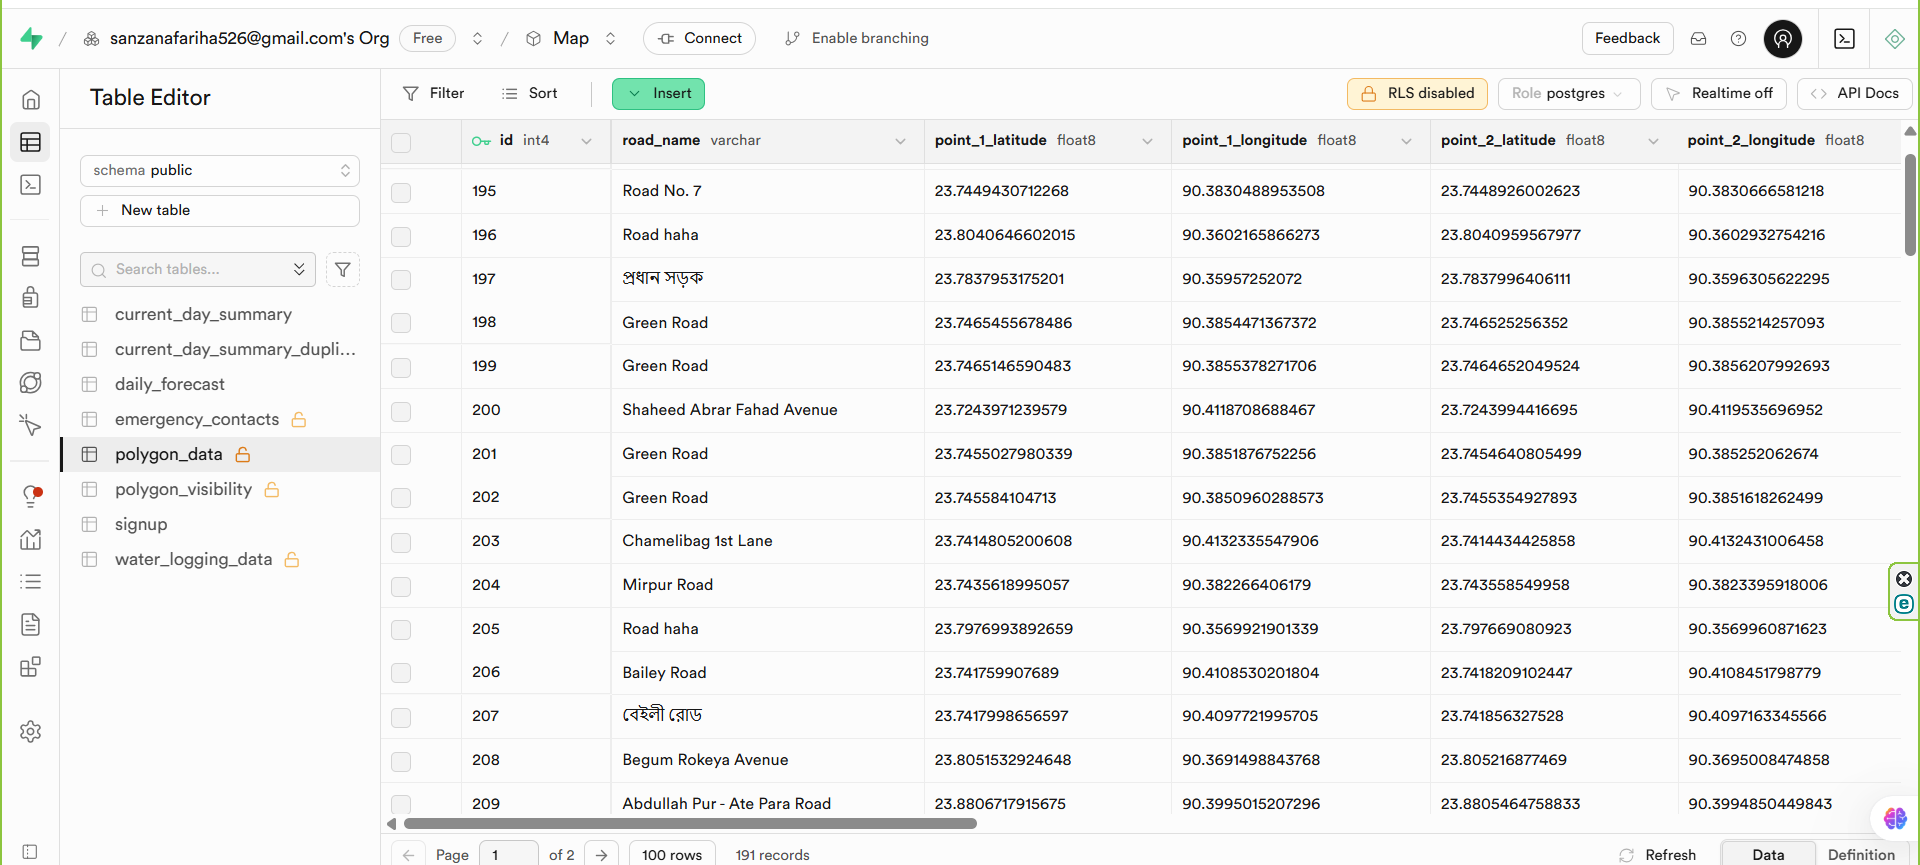 / sanzanafariha526@gmail.com's Org Free / Map Connect Enable branching Feedback
Table Editor
schema public
New table
Search tables...
current_day_summary
current_day_summary_dupli...
daily_forecast
emergency_contacts
polygon_data
polygon_visibility
signup
water_logging_data
Filter Sort Insert RLS disabled Role postgres Realtime off API Docs
id int4 road_name varchar point_1_latitude float8 point_1_longitude float8 point_2_latitude float8 point_2_longitude float8
195 Road No. 7 23.7449430712268 90.3830488953508 23.7448926002623 90.3830666581218
196 Road haha 23.8040646602015 90.3602165866273 23.8040959567977 90.3602932754216
197 প্রধান সড়ক 23.7837953175201 90.35957252072 23.7837996406111 90.3596305622295
198 Green Road 23.7465455678486 90.3854471367372 23.746525256352 90.3855214257093
199 Green Road 23.7465146590483 90.3855378271706 23.7464652049524 90.3856207992693
200 Shaheed Abrar Fahad Avenue 23.7243971239579 90.4118708688467 23.7243994416695 90.4119535696952
201 Green Road 23.7455027980339 90.3851876752256 23.7454640805499 90.385252062674
202 Green Road 23.745584104713 90.3850960288573 23.7455354927893 90.3851618262499
203 Chamelibag 1st Lane 23.7414805200608 90.4132335547906 23.7414434425858 90.4132431006458
204 Mirpur Road 23.7435618995057 90.382266406179 23.743558549958 90.3823395918006
205 Road haha 23.7976993892659 90.3569921901339 23.797669080923 90.3569960871623
206 Bailey Road 23.741759907689 90.4108530201804 23.7418209102447 90.4108451798779
207 বেইলী রোড 23.7417998656597 90.4097721995705 23.741856327528 90.4097163345566
208 Begum Rokeya Avenue 23.8051532924648 90.3691498843768 23.805216877469 90.3695008474858
209 Abdullah Pur - Ate Para Road 23.8806717915675 90.3995015207296 23.8805464758833 90.3994850449843
Page 1 of 2 100 rows 191 records Refresh Data Definition